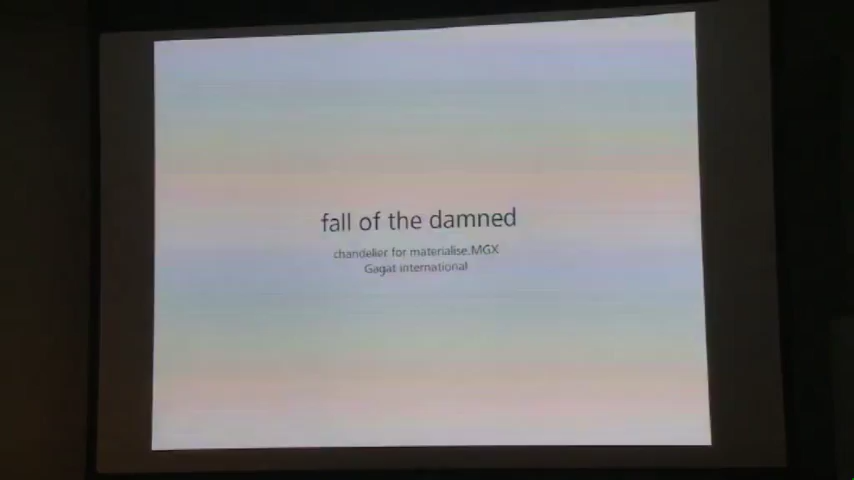 fall of the damned
chandelier for materialise.MGX
Gagat international